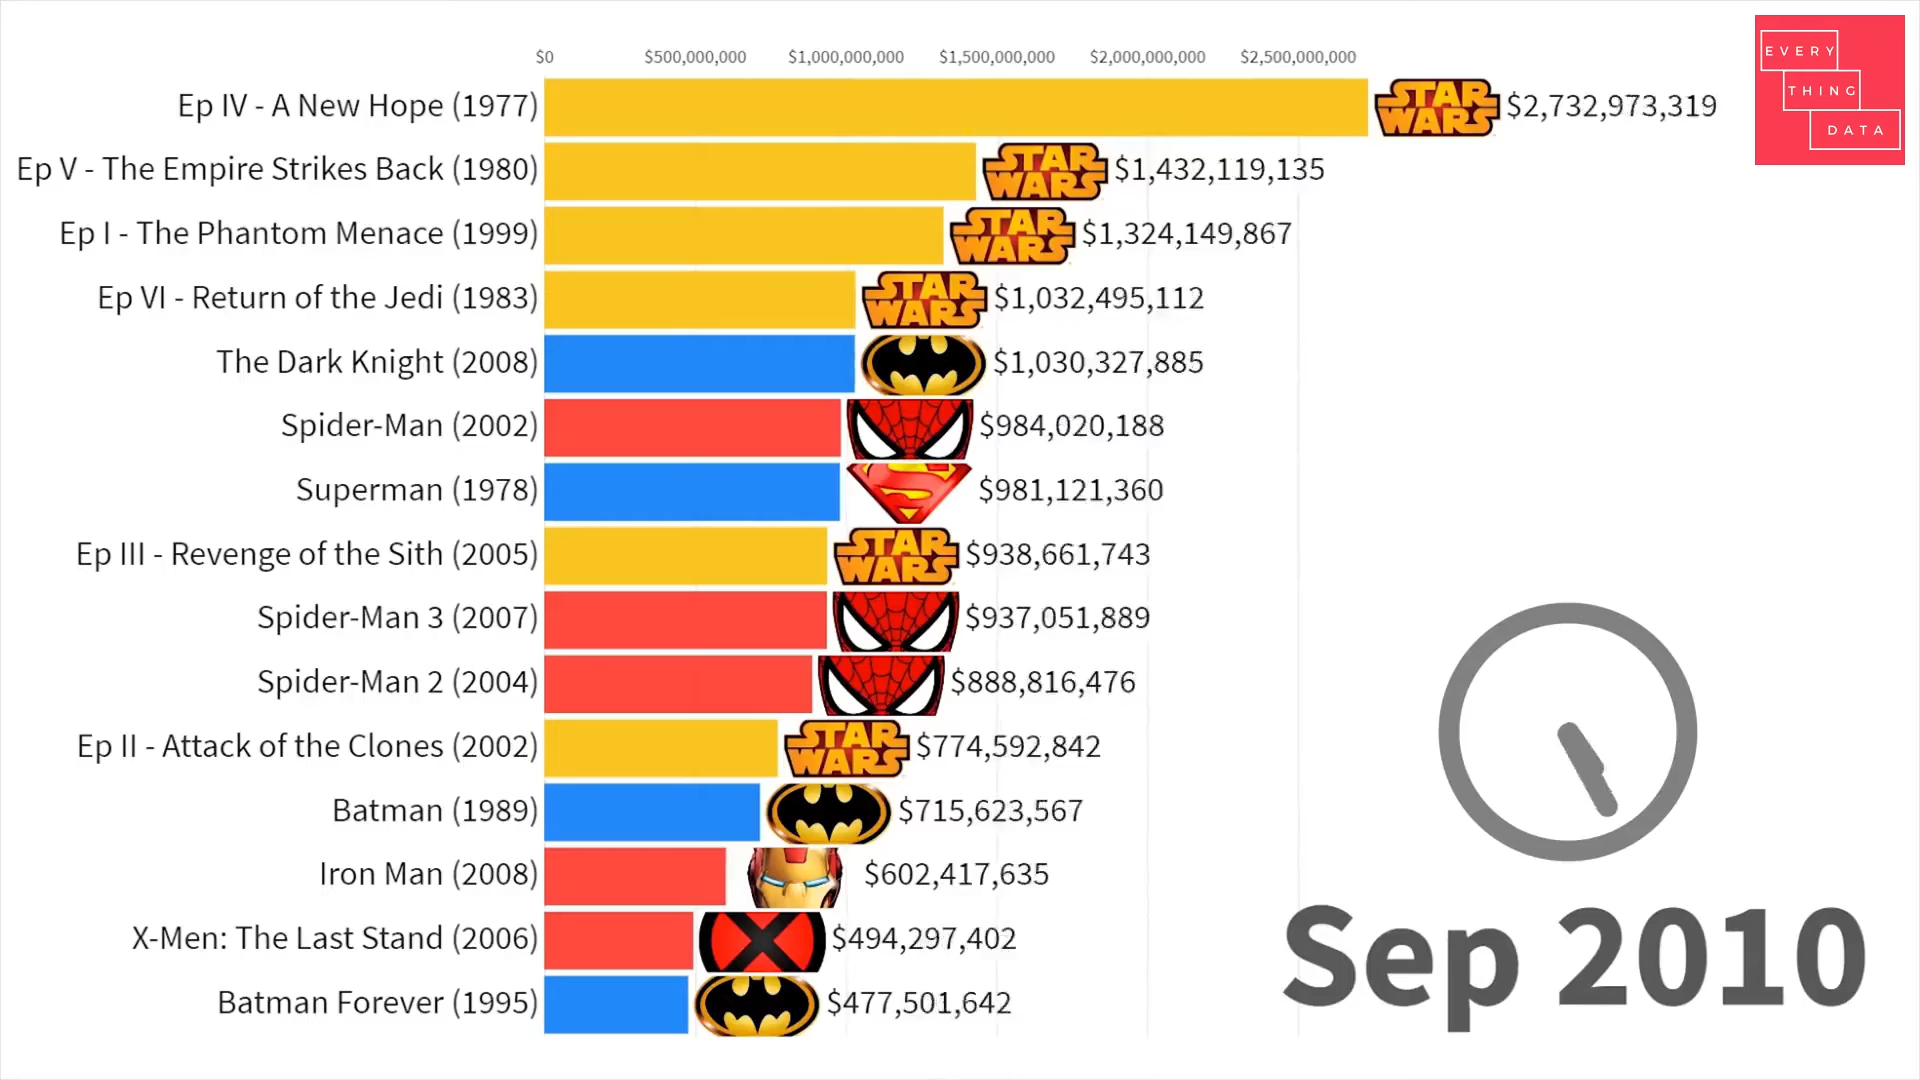 $0 $500,000,000 $1,000,000,000 $1,500,000,000 $2,000,000,000 $2,500,000,000
EVERY
THING
DATA
Ep IV - A New Hope (1977) STAR WARS $2,732,973,319
Ep V - The Empire Strikes Back (1980) STAR WARS $1,432,119,135
Ep I - The Phantom Menace (1999) STAR WARS $1,324,149,867
Ep VI - Return of the Jedi (1983) STAR WARS $1,032,495,112
The Dark Knight (2008) $1,030,327,885
Spider-Man (2002) $984,020,188
Superman (1978) $981,121,360
Ep III - Revenge of the Sith (2005) STAR WARS $938,661,743
Spider-Man 3 (2007) $937,051,889
Spider-Man 2 (2004) $888,816,476
Ep II - Attack of the Clones (2002) STAR WARS $774,592,842
Batman (1989) $715,623,567
Iron Man (2008) $602,417,635
X-Men: The Last Stand (2006) $494,297,402
Batman Forever (1995) $477,501,642
Sep 2010